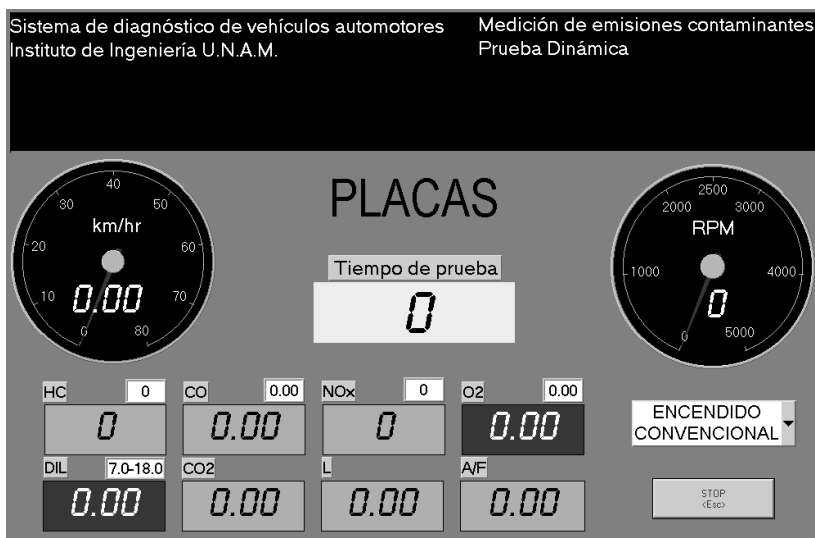 Sistema de diagnóstico de vehículos automotores
Instituto de Ingeniería U.N.A.M.
Medición de emisiones contaminantes
Prueba Dinámica
PLACAS
km/hr
0 10 20 30 40 50 60 70 80
0.00
Tiempo de prueba
0
RPM
0 1000 2000 2500 3000 4000 5000
0
HC 0
0
CO 0.00
0.00
NOx 0
0
O2 0.00
0.00
DIL 7.0-18.0
0.00
CO2
0.00
L
0.00
A/F
0.00
ENCENDIDO
CONVENCIONAL
STOP
<Esc>